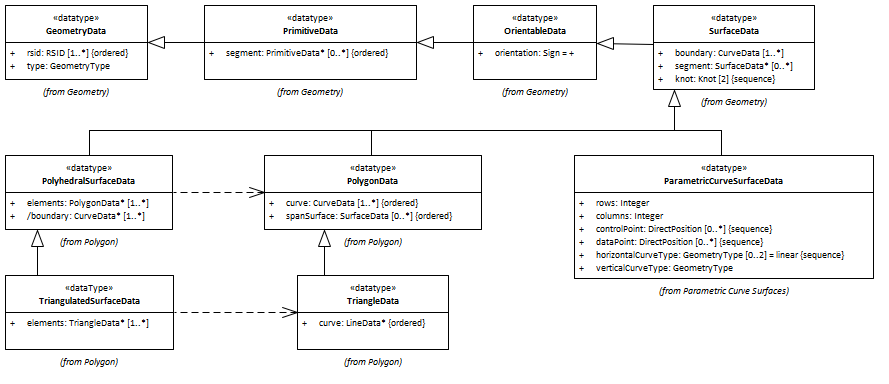 «datatype»
GeometryData
+ rsid: RSID [1..*] {ordered}
+ type: GeometryType
(from Geometry)
«datatype»
PrimitiveData
+ segment: PrimitiveData* [0..*] {ordered}
(from Geometry)
«datatype»
OrientableData
+ orientation: Sign = +
(from Geometry)
«datatype»
SurfaceData
+ boundary: CurveData [1..*]
+ segment: SurfaceData* [0..*]
+ knot: Knot [2] {sequence}
(from Geometry)
«datatype»
PolyhedralSurfaceData
+ elements: PolygonData* [1..*]
+ /boundary: CurveData* [1..*]
(from Polygon)
«datatype»
PolygonData
+ curve: CurveData [1..*] {ordered}
+ spanSurface: SurfaceData [0..*] {ordered}
(from Polygon)
«datatype»
ParametricCurveSurfaceData
+ rows: Integer
+ columns: Integer
+ controlPoint: DirectPosition [0..*] {sequence}
+ dataPoint: DirectPosition [0..*] {sequence}
+ horizontalCurveType: GeometryType [0..2] = linear {sequence}
+ verticalCurveType: GeometryType
(from Parametric Curve Surfaces)
«dataType»
TriangulatedSurfaceData
+ elements: TriangleData* [1..*]
(from Polygon)
«datatype»
TriangleData
+ curve: LineData* {ordered}
(from Polygon)